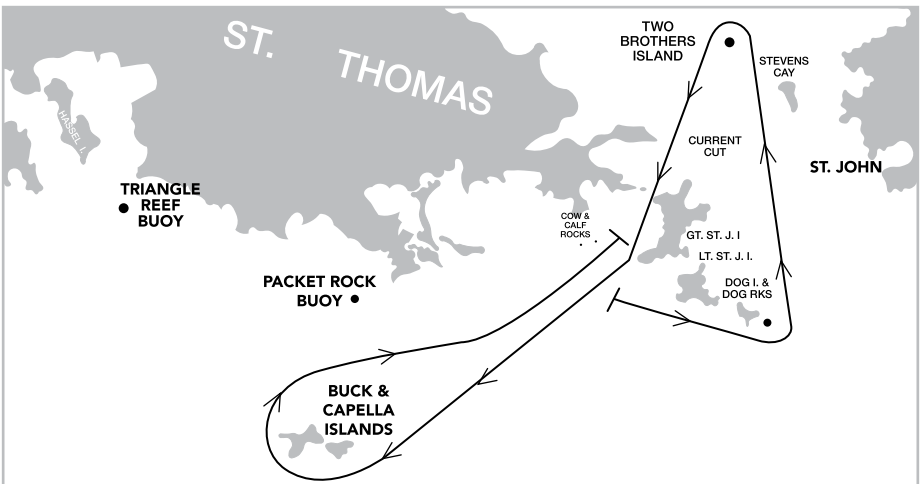 ST. THOMAS
TWO
BROTHERS
ISLAND
STEVENS
CAY
HASSEL I.
CURRENT
CUT
ST. JOHN
TRIANGLE
REEF
BUOY
COW &
CALF
ROCKS
GT. ST. J. I
LT. ST. J. I.
PACKET ROCK
BUOY
DOG I. &
DOG RKS
BUCK &
CAPELLA
ISLANDS